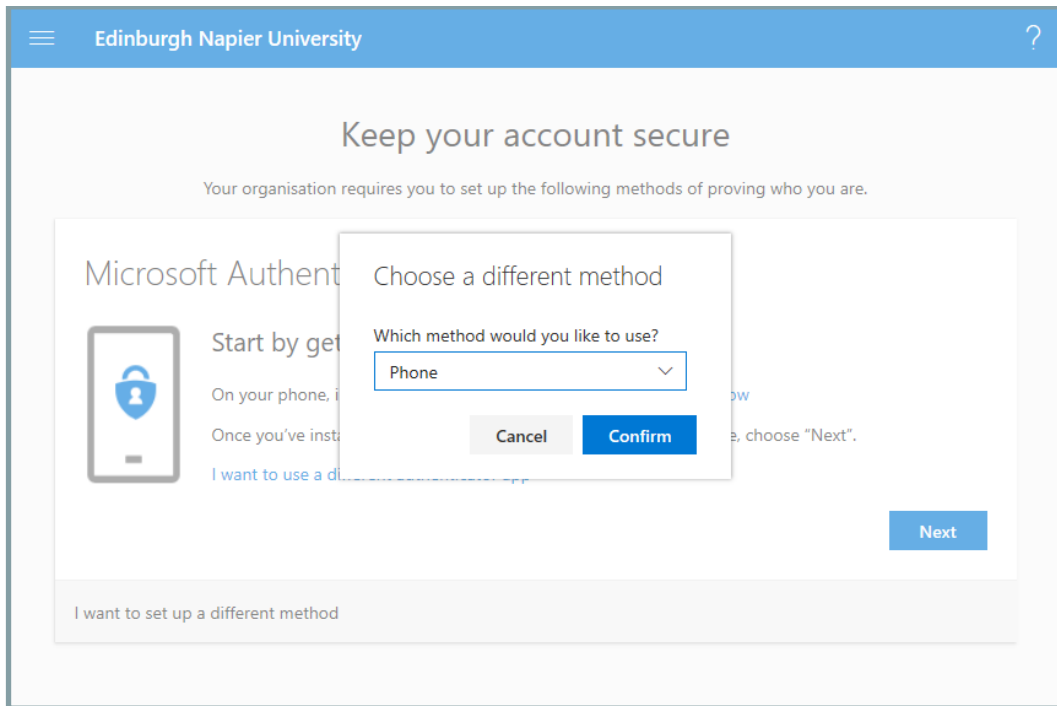 Edinburgh Napier University
?
Keep your account secure
Your organisation requires you to set up the following methods of proving who you are.
Microsoft Authent
Choose a different method
Which method would you like to use?
Phone
Cancel
Confirm
Start by get
On your phone, i
ow
Once you've insta
e, choose “Next”.
I want to use a di
Next
I want to set up a different method